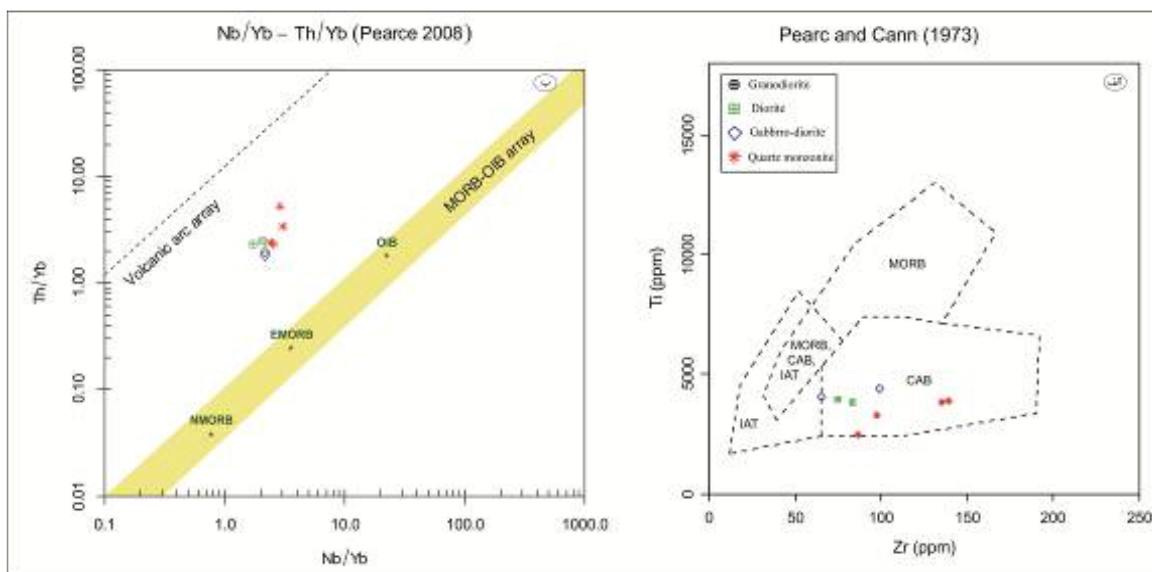 Nb/Yb – Th/Yb (Pearce 2008)
ب
100.00
10.00
1.00
0.10
0.01
Th/Yb
Volcanic arc array
MORB-OIB array
OIB
EMORB
NMORB
0.1
1.0
10.0
100.0
1000.0
Nb/Yb
Pearc and Cann (1973)
الف
Granodiorite
Diorite
Gabbro-diorite
Quartz monzonite
15000
10000
5000
0
Ti (ppm)
MORB
MORB,
CAB,
IAT
CAB
IAT
0
50
100
150
200
250
Zr (ppm)